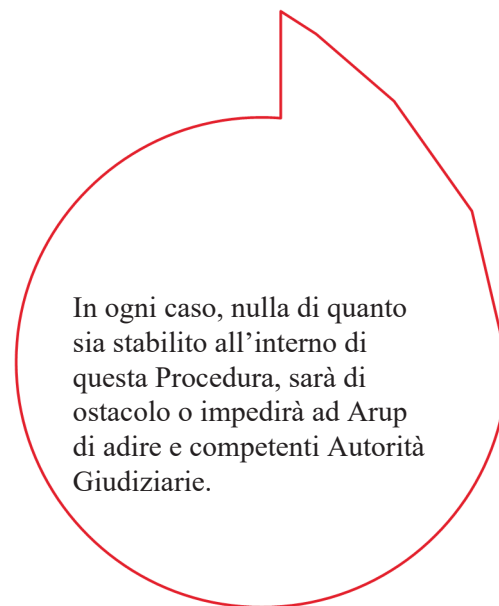 In ogni caso, nulla di quanto
sia stabilito all’interno di
questa Procedura, sarà di
ostacolo o impedirà ad Arup
di adire e competenti Autorità
Giudiziarie.